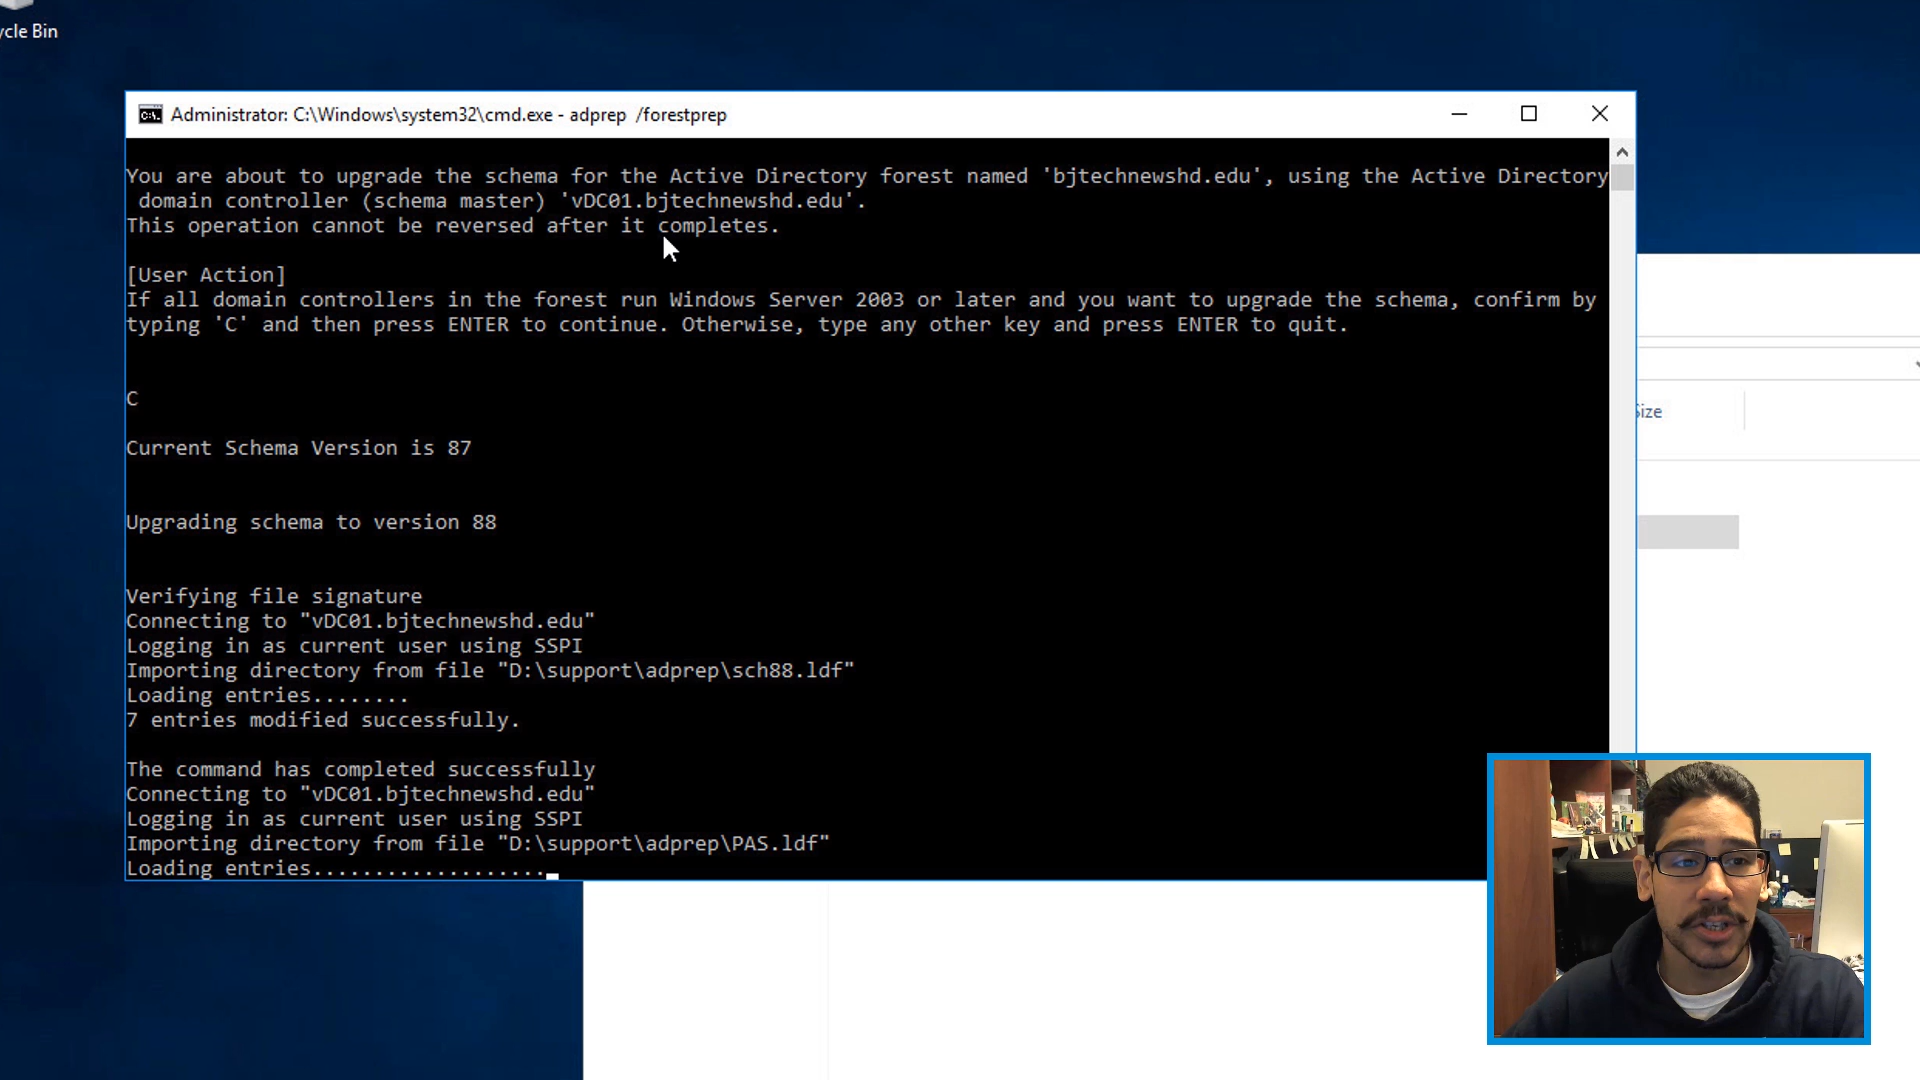 ycle Bin
Administrator: C:\Windows\system32\cmd.exe - adprep /forestprep
You are about to upgrade the schema for the Active Directory forest named 'bjtechnewshd.edu', using the Active Directory
domain controller (schema master) 'vDC01.bjtechnewshd.edu'.
This operation cannot be reversed after it completes.
[User Action]
If all domain controllers in the forest run Windows Server 2003 or later and you want to upgrade the schema, confirm by
typing 'C' and then press ENTER to continue. Otherwise, type any other key and press ENTER to quit.
C
Size
Current Schema Version is 87
Upgrading schema to version 88
Verifying file signature
Connecting to "vDC01.bjtechnewshd.edu"
Logging in as current user using SSPI
Importing directory from file "D:\support\adprep\sch88.ldf"
Loading entries........
7 entries modified successfully.
The command has completed successfully
Connecting to "vDC01.bjtechnewshd.edu"
Logging in as current user using SSPI
Importing directory from file "D:\support\adprep\PAS.ldf"
Loading entries...................